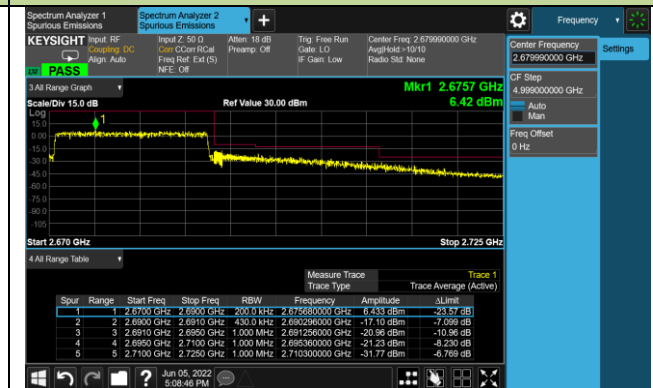 Spectrum Analyzer 1
Spurious Emissions
Spectrum Analyzer 2
Spurious Emissions
Frequency
KEYSIGHT Input: RF
Coupling: DC
Align: Auto
Input Z: 50 Ω
Corr CCorr RCal
Freq Ref: Ext (S)
NFE: Off
Atten: 18 dB
Preamp: Off
Trig: Free Run
Gate: LO
IF Gain: Low
Center Freq: 2.679990000 GHz
Avg|Hold:>10/10
Radio Std: None
PASS
Center Frequency
2.679990000 GHz
Settings
CF Step
4.999000000 GHz
Auto
Man
Freq Offset
0 Hz
3 All Range Graph
Mkr1 2.6757 GHz
Scale/Div 15.0 dB
Ref Value 30.00 dBm
6.42 dBm
Log
15.0
0.00
-15.0
-30.0
-45.0
-60.0
-75.0
-90.0
-105
1
Start 2.670 GHz
Stop 2.725 GHz
4 All Range Table
Measure Trace Trace 1
Trace Type Trace Average (Active)
Spur Range Start Freq Stop Freq RBW Frequency Amplitude ΔLimit
1 1 2.6700 GHz 2.6900 GHz 200.0 kHz 2.675680000 GHz 6.433 dBm -23.57 dB
2 2 2.6900 GHz 2.6910 GHz 430.0 kHz 2.690296000 GHz -17.10 dBm -7.099 dB
3 3 2.6910 GHz 2.6950 GHz 1.000 MHz 2.691256000 GHz -20.96 dBm -10.96 dB
4 4 2.6950 GHz 2.7100 GHz 1.000 MHz 2.695360000 GHz -21.23 dBm -8.230 dB
5 5 2.7100 GHz 2.7250 GHz 1.000 MHz 2.710300000 GHz -31.77 dBm -6.769 dB
Jun 05, 2022
5:08:46 PM